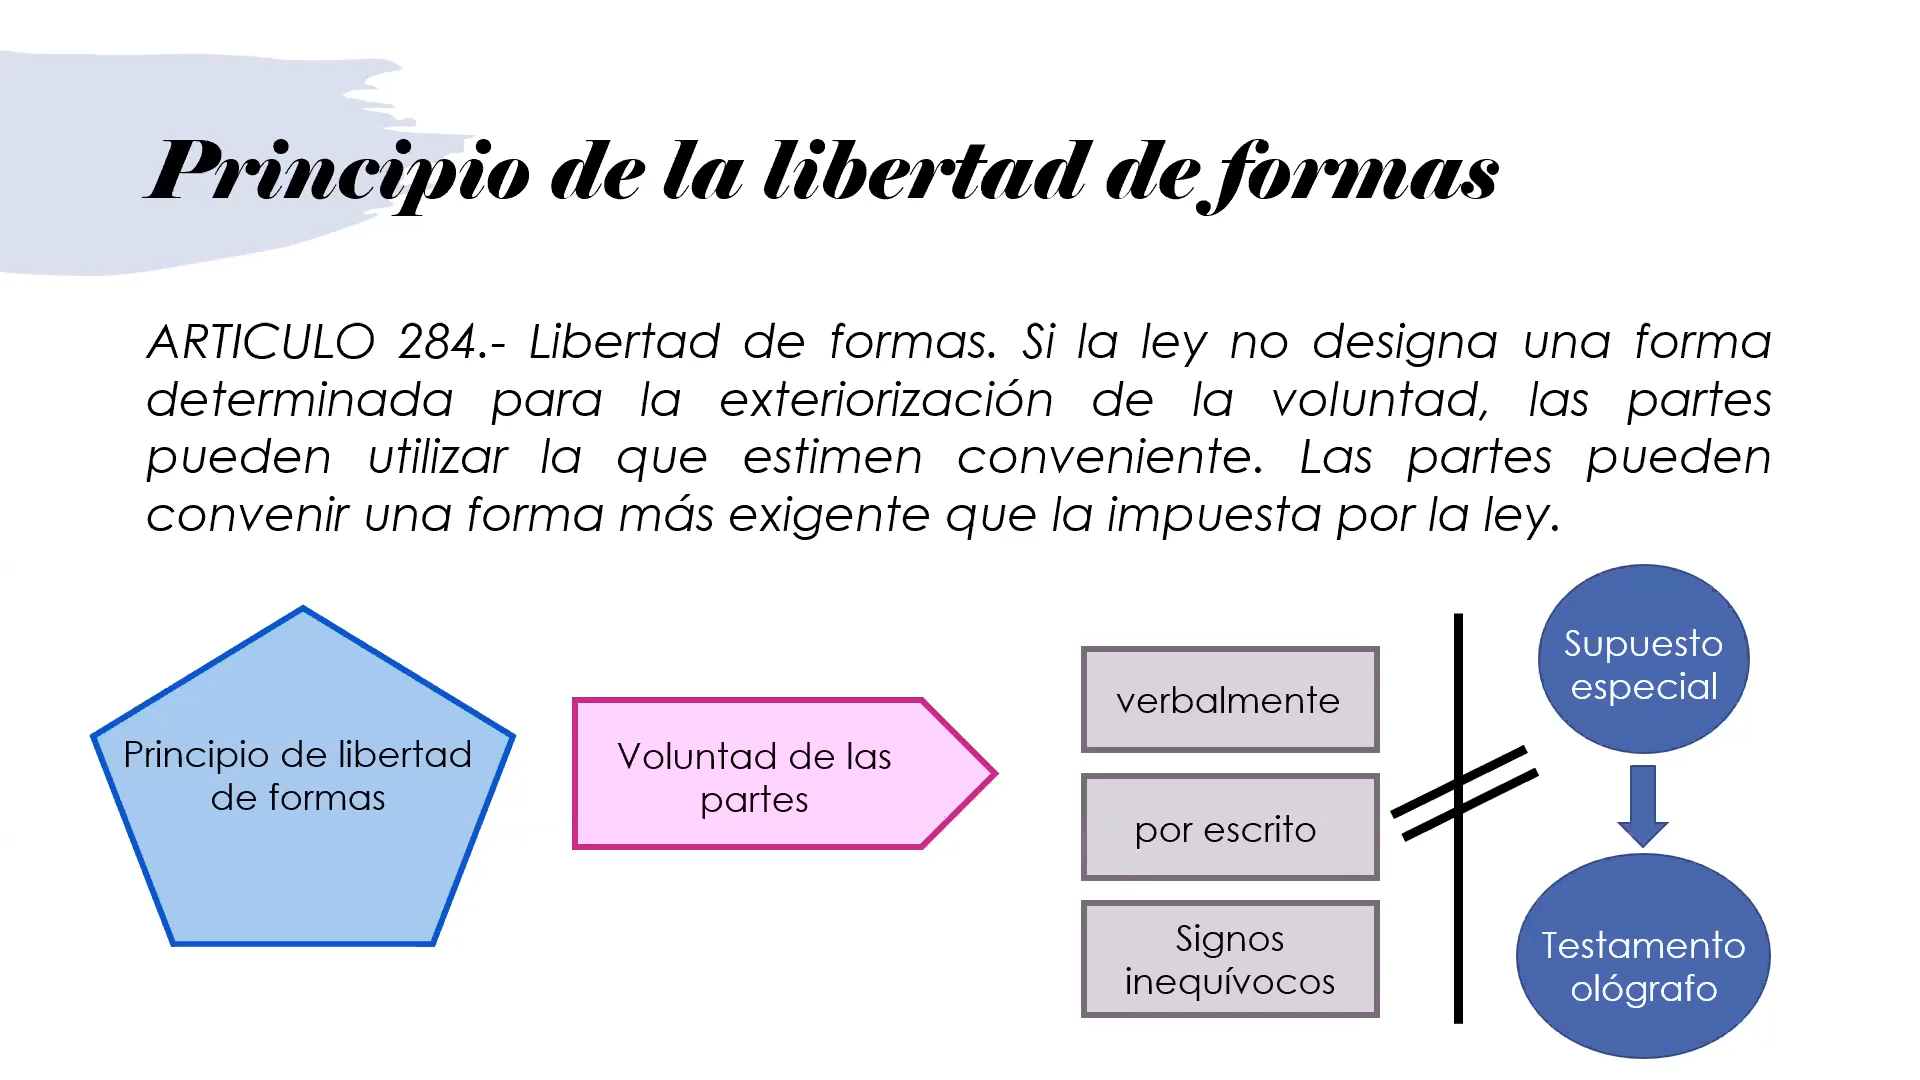 Principio de la libertad de formas
ARTICULO 284.- Libertad de formas. Si la ley no designa una forma
determinada para la exteriorización de la voluntad, las partes
pueden utilizar la que estimen conveniente. Las partes pueden
convenir una forma más exigente que la impuesta por la ley.
Principio de libertad
de formas
Voluntad de las
partes
verbalmente
por escrito
Signos
inequívocos
Supuesto
especial
Testamento
ológrafo